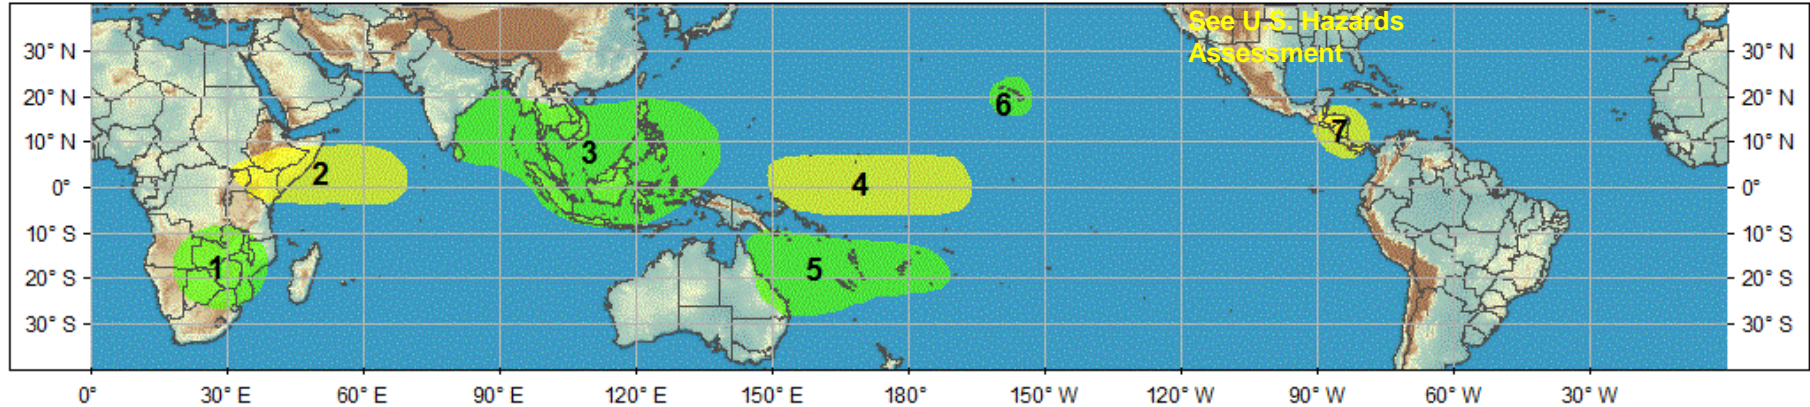 See U.S. Hazards
Assessment
30° N 30° N
20° N 6 20° N
10° N 3 7 10° N
0° 2 4 0°
10° S 10° S
20° S 1 5 20° S
30° S 30° S
0° 30° E 60° E 90° E 120° E 150° E 180° 150° W 120° W 90° W 60° W 30° W